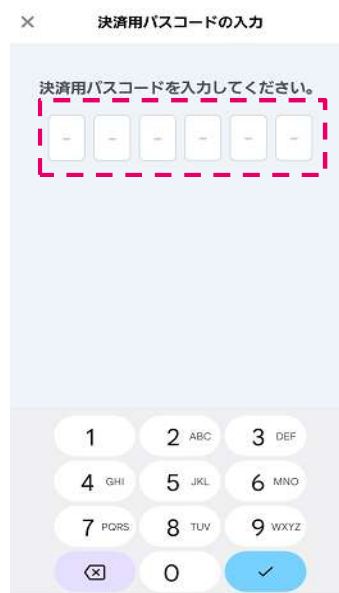 × 決済用パスコードの入力
決済用パスコードを入力してください。
– – – – – –
1 2 ABC 3 DEF
4 GHI 5 JKL 6 MNO
7 PQRS 8 TUV 9 WXYZ
0